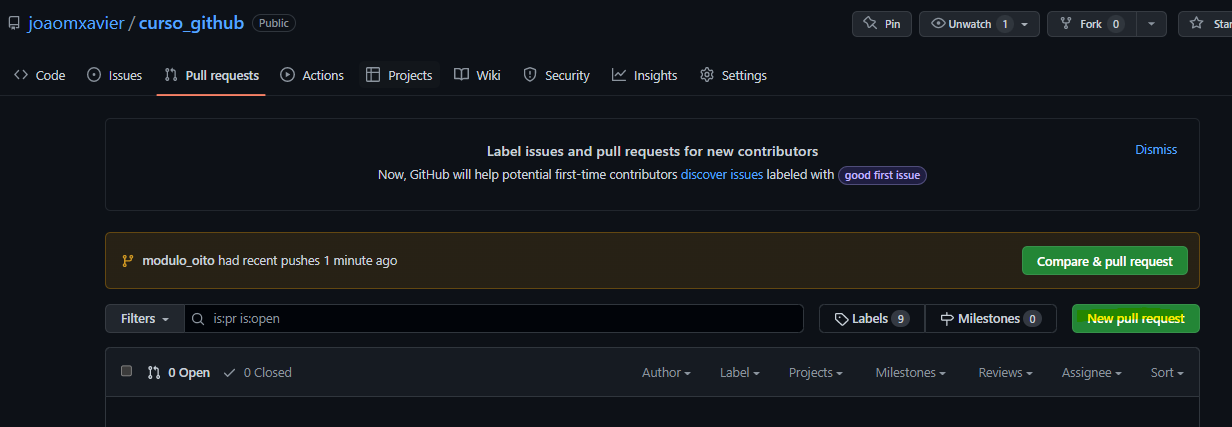 joaomxavier / curso_github Public Pin Unwatch 1 Fork 0 Star
Code Issues Pull requests Actions Projects Wiki Security Insights Settings
Label issues and pull requests for new contributors
Dismiss
Now, GitHub will help potential first-time contributors discover issues labeled with good first issue
modulo_oito had recent pushes 1 minute ago Compare & pull request
Filters is:pr is:open Labels 9 Milestones 0 New pull request
0 Open 0 Closed Author Label Projects Milestones Reviews Assignee Sort